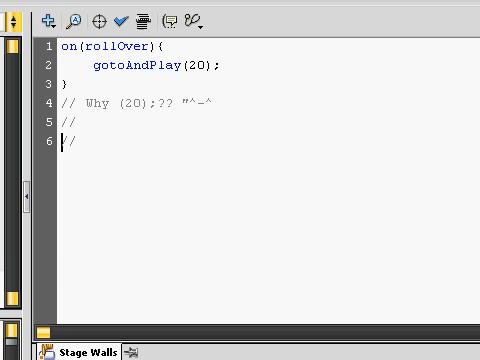 1 on(rollOver){
2 gotoAndPlay(20);
3 }
4 // Why (20);?? "^-^
5 //
6 //
Stage Walls